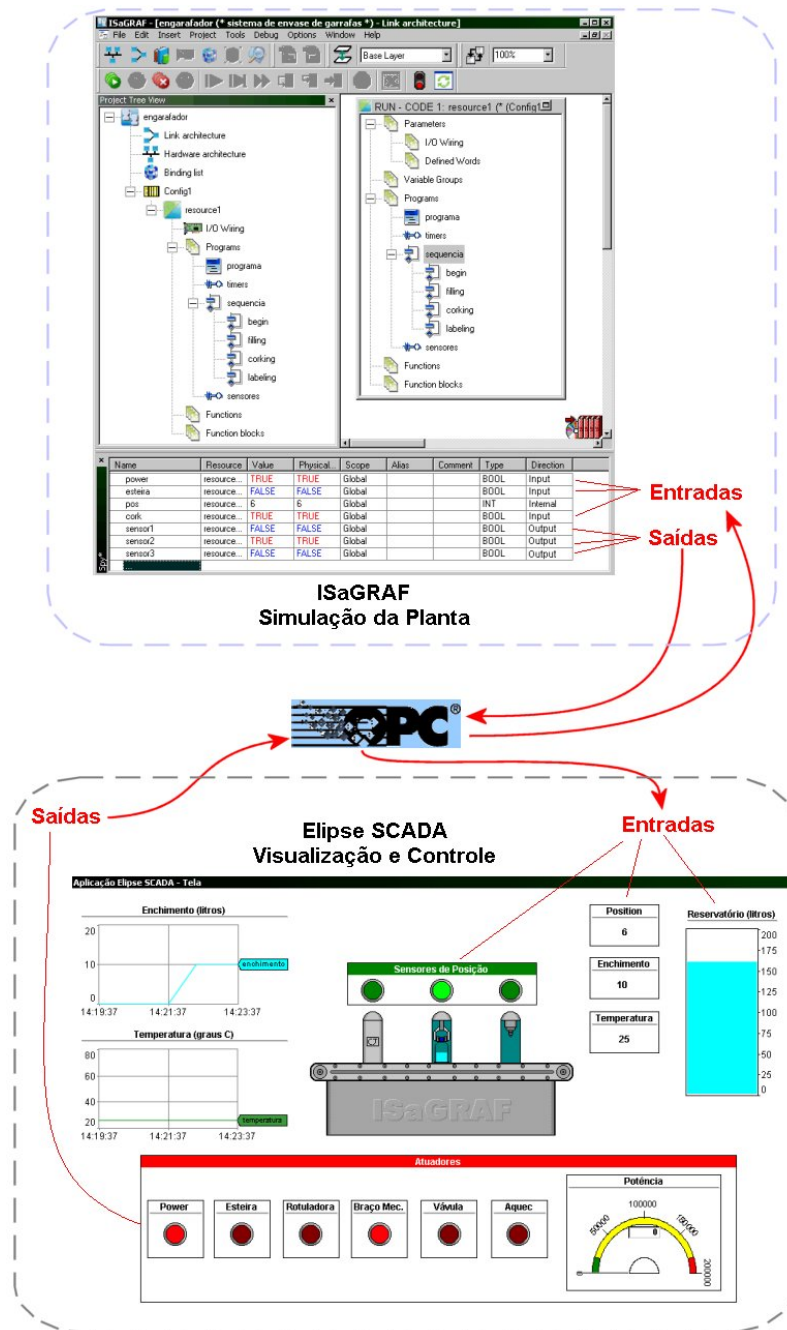 ISaGRAF - [engarafador (* sistema de envase de garrafas *) - Link architecture]
File Edit Insert Project Tools Debug Options Window Help
Base Layer
100%
Project Tree View
engarafador
Link architecture
Hardware architecture
Binding list
Config1
resource1
I/O Wiring
Programs
programa
timers
sequencia
begin
filling
corking
labeling
sensores
Functions
Function blocks
RUN - CODE 1: resource1 (* (Config1
Parameters
I/O Wiring
Defined Words
Variable Groups
Programs
programa
timers
sequencia
begin
filling
corking
labeling
sensores
Functions
Function blocks
Name Resource Value Physical... Scope Alias Comment Type Direction
power resource... TRUE TRUE Global BOOL Input
esteira resource... FALSE FALSE Global BOOL Input
pos resource... 6 6 Global INT Internal
cork resource... TRUE TRUE Global BOOL Input
sensor1 resource... FALSE FALSE Global BOOL Output
sensor2 resource... TRUE TRUE Global BOOL Output
sensor3 resource... FALSE FALSE Global BOOL Output
...
Spy*
Entradas
Saídas
ISaGRAF
Simulação da Planta
OPC®
Saídas
Elipse SCADA
Visualização e Controle
Entradas
Aplicação Elipse SCADA - Tela
Enchimento (litros)
20
10
0
enchimento
14:19:37 14:21:37 14:23:37
Temperatura (graus C)
80
60
40
20
temperatura
14:19:37 14:21:37 14:23:37
Sensores de Posição
ISaGRAF
Position
6
Enchimento
10
Temperatura
25
Reservatório (litros)
200
175
150
125
100
75
50
25
0
Atuadores
Power
Esteira
Rotuladora
Braço Mec.
Vávula
Aquec
Potência
0
50000
100000
150000
200000
0